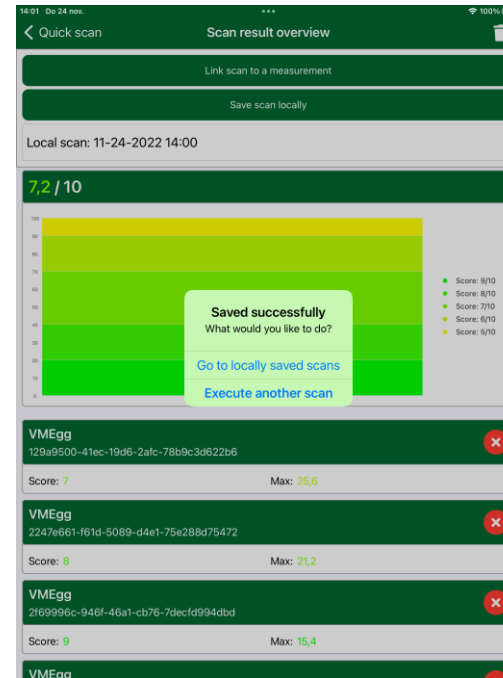 14:01 Do 24 nov.
100%
Quick scan
Scan result overview
Link scan to a measurement
Save scan locally
Local scan: 11-24-2022 14:00
7,2 / 10
100
90
80
70
60
50
40
30
20
10
0
Score: 9/10
Score: 8/10
Score: 7/10
Score: 6/10
Score: 5/10
Saved successfully
What would you like to do?
Go to locally saved scans
Execute another scan
VMEgg
129a9500-41ec-19d6-2afc-78b9c3d622b6
Score: 7
Max: 25,6
VMEgg
2247e661-f61d-5089-d4e1-75e288d75472
Score: 8
Max: 21,2
VMEgg
2f69996c-946f-46a1-cb76-7decfd994dbd
Score: 9
Max: 15,4
VMEgg